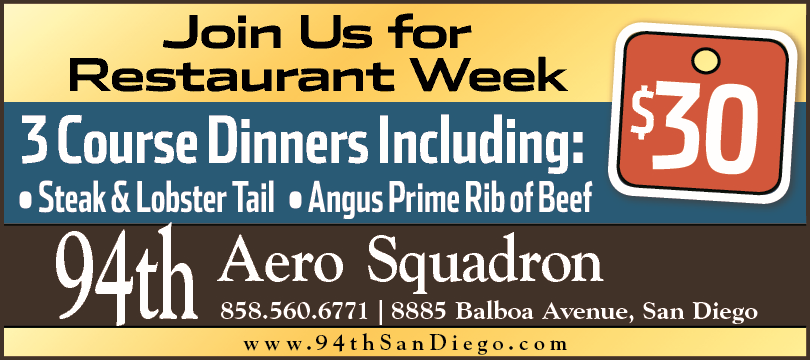 Join Us for
Restaurant Week
$30
3 Course Dinners Including:
• Steak & Lobster Tail • Angus Prime Rib of Beef
94th Aero Squadron
858.560.6771 | 8885 Balboa Avenue, San Diego
www.94thSanDiego.com